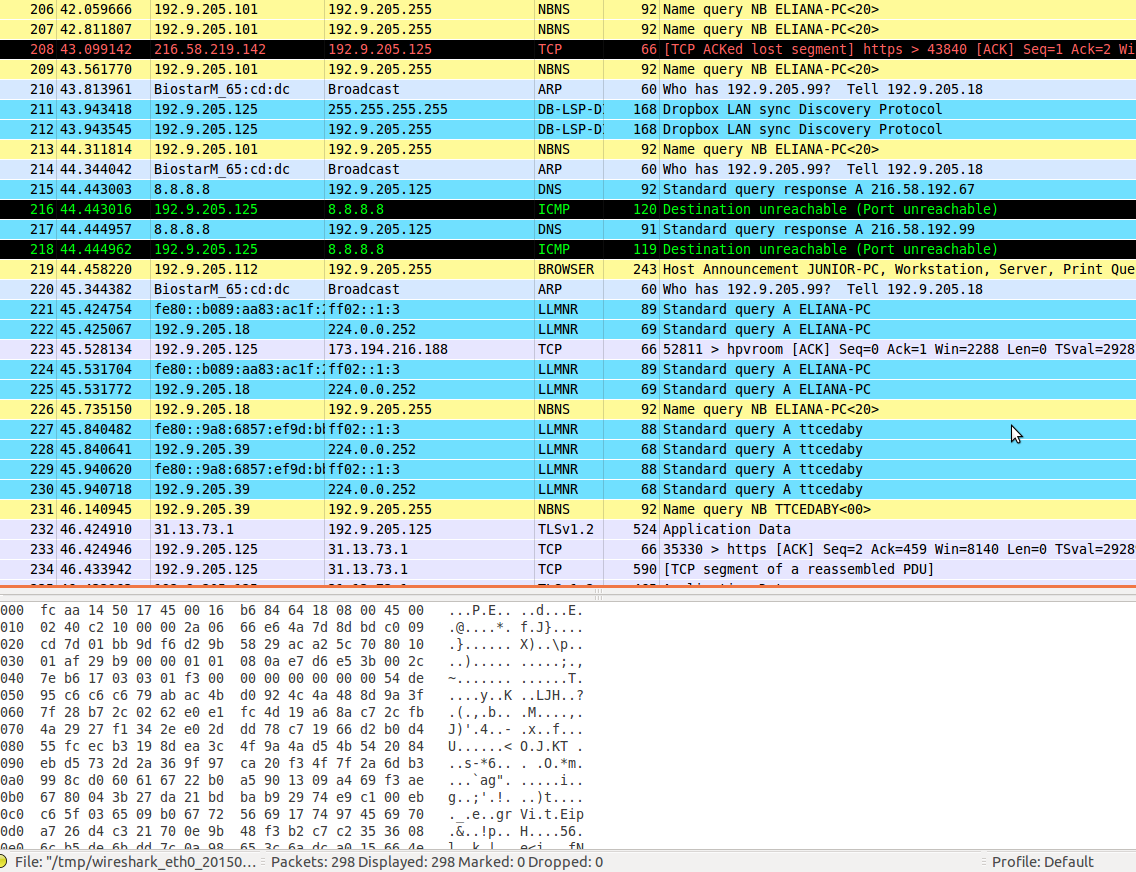 206 42.059666 192.9.205.101 192.9.205.255 NBNS 92 Name query NB ELIANA-PC<20>
207 42.811807 192.9.205.101 192.9.205.255 NBNS 92 Name query NB ELIANA-PC<20>
208 43.099142 216.58.219.142 192.9.205.125 TCP 66 [TCP ACKed lost segment] https > 43840 [ACK] Seq=1 Ack=2 Wi
209 43.561770 192.9.205.101 192.9.205.255 NBNS 92 Name query NB ELIANA-PC<20>
210 43.813961 BiostarM_65:cd:dc Broadcast ARP 60 Who has 192.9.205.99? Tell 192.9.205.18
211 43.943418 192.9.205.125 255.255.255.255 DB-LSP-D 168 Dropbox LAN sync Discovery Protocol
212 43.943545 192.9.205.125 192.9.205.255 DB-LSP-D 168 Dropbox LAN sync Discovery Protocol
213 44.311814 192.9.205.101 192.9.205.255 NBNS 92 Name query NB ELIANA-PC<20>
214 44.344042 BiostarM_65:cd:dc Broadcast ARP 60 Who has 192.9.205.99? Tell 192.9.205.18
215 44.443003 8.8.8.8 192.9.205.125 DNS 92 Standard query response A 216.58.192.67
216 44.443016 192.9.205.125 8.8.8.8 ICMP 120 Destination unreachable (Port unreachable)
217 44.444957 8.8.8.8 192.9.205.125 DNS 91 Standard query response A 216.58.192.99
218 44.444962 192.9.205.125 8.8.8.8 ICMP 119 Destination unreachable (Port unreachable)
219 44.458220 192.9.205.112 192.9.205.255 BROWSER 243 Host Announcement JUNIOR-PC, Workstation, Server, Print Que
220 45.344382 BiostarM_65:cd:dc Broadcast ARP 60 Who has 192.9.205.99? Tell 192.9.205.18
221 45.424754 fe80::b089:aa83:ac1f: ff02::1:3 LLMNR 89 Standard query A ELIANA-PC
222 45.425067 192.9.205.18 224.0.0.252 LLMNR 69 Standard query A ELIANA-PC
223 45.528134 192.9.205.125 173.194.216.188 TCP 66 52811 > hpvroom [ACK] Seq=0 Ack=1 Win=2288 Len=0 TSval=2928
224 45.531704 fe80::b089:aa83:ac1f: ff02::1:3 LLMNR 89 Standard query A ELIANA-PC
225 45.531772 192.9.205.18 224.0.0.252 LLMNR 69 Standard query A ELIANA-PC
226 45.735150 192.9.205.18 192.9.205.255 NBNS 92 Name query NB ELIANA-PC<20>
227 45.840482 fe80::9a8:6857:ef9d:b ff02::1:3 LLMNR 88 Standard query A ttcedaby
228 45.840641 192.9.205.39 224.0.0.252 LLMNR 68 Standard query A ttcedaby
229 45.940620 fe80::9a8:6857:ef9d:b ff02::1:3 LLMNR 88 Standard query A ttcedaby
230 45.940718 192.9.205.39 224.0.0.252 LLMNR 68 Standard query A ttcedaby
231 46.140945 192.9.205.39 192.9.205.255 NBNS 92 Name query NB TTCEDABY<00>
232 46.424910 31.13.73.1 192.9.205.125 TLSv1.2 524 Application Data
233 46.424946 192.9.205.125 31.13.73.1 TCP 66 35330 > https [ACK] Seq=2 Ack=459 Win=8140 Len=0 TSval=2928
234 46.433942 192.9.205.125 31.13.73.1 TCP 590 [TCP segment of a reassembled PDU]
000 fc aa 14 50 17 45 00 16 b6 84 64 18 08 00 45 00 ...P.E.. ..d...E.
010 02 40 c2 10 00 00 2a 06 66 e6 4a 7d 8d bd c0 09 .@....*. f.J}....
020 cd 7d 01 bb 9d f6 d2 9b 58 29 ac a2 5c 70 80 10 .}...... X)..\p..
030 01 af 29 b9 00 00 01 01 08 0a e7 d6 e5 3b 00 2c ..)..... .....;.,
040 7e b6 17 03 03 01 f3 00 00 00 00 00 00 00 54 de ~....... ......T.
050 95 c6 c6 c6 79 ab ac 4b d0 92 4c 4a 48 8d 9a 3f ....y..K ..LJH..?
060 7f 28 b7 2c 02 62 e0 e1 fc 4d 19 a6 8a c7 2c fb .(.,.b.. .M....,.
070 4a 29 27 f1 34 2e e0 2d dd 78 c7 19 66 d2 b0 d4 J)'.4..- .x..f...
080 55 fc ec b3 19 8d ea 3c 4f 9a 4a d5 4b 54 20 84 U......< O.J.KT .
090 eb d5 73 2d 2a 36 9f 97 ca 20 f3 4f 7f 2a 6d b3 ..s-*6.. . .O.*m.
0a0 99 8c d0 60 61 67 22 b0 a5 90 13 09 a4 69 f3 ae ...`ag". .....i..
0b0 67 80 04 3b 27 da 21 bd ba b9 29 74 e9 c1 00 eb g..;'.!. ..)t....
0c0 c6 5f 03 65 09 b0 67 72 56 69 17 74 97 45 69 70 ._.e..gr Vi.t.Eip
0d0 a7 26 d4 c3 21 70 0e 9b 48 f3 b2 c7 c2 35 36 08 .&..!p.. H....56.
File: "/tmp/wireshark_eth0_20150... Packets: 298 Displayed: 298 Marked: 0 Dropped: 0 Profile: Default